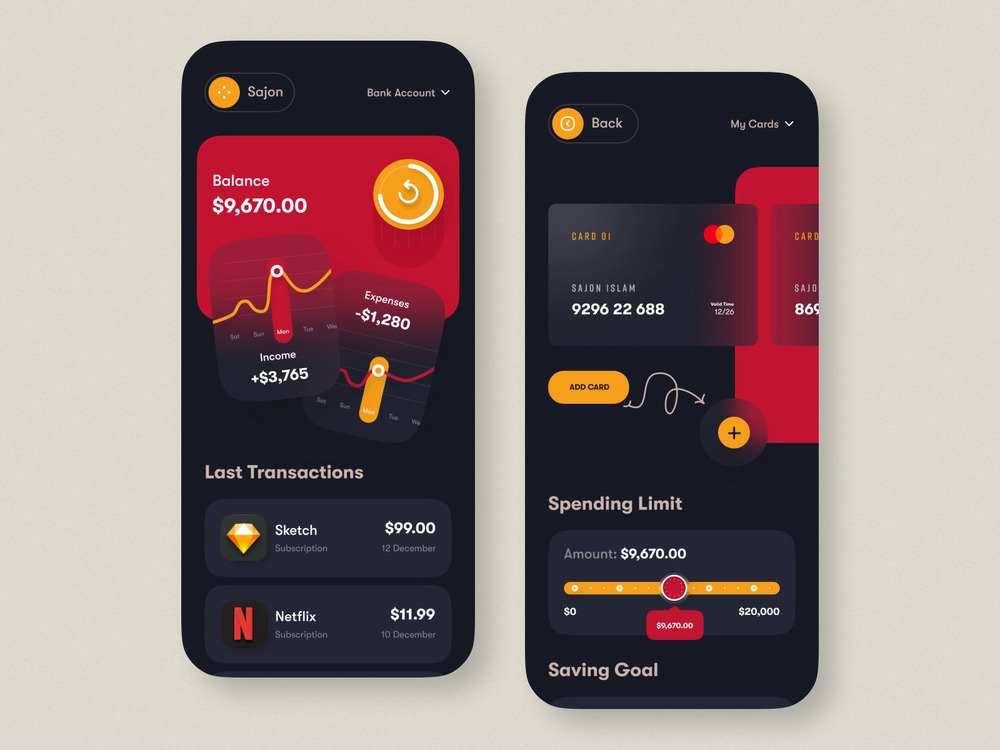 Sajon
Bank Account
Balance
$9,670.00
Sat Sun Mon Tue We
Income
+$3,765
Expenses
-$1,280
Sat Sun Mon Tue We
Last Transactions
Sketch
Subscription
$99.00
12 December
N
Netflix
Subscription
$11.99
10 December
Back
My Cards
CARD 01
SAJON ISLAM
9296 22 688
Valid Time
12/26
CARD
SAJO
869
ADD CARD
Spending Limit
Amount: $9,670.00
$0
$20,000
$9,670.00
Saving Goal